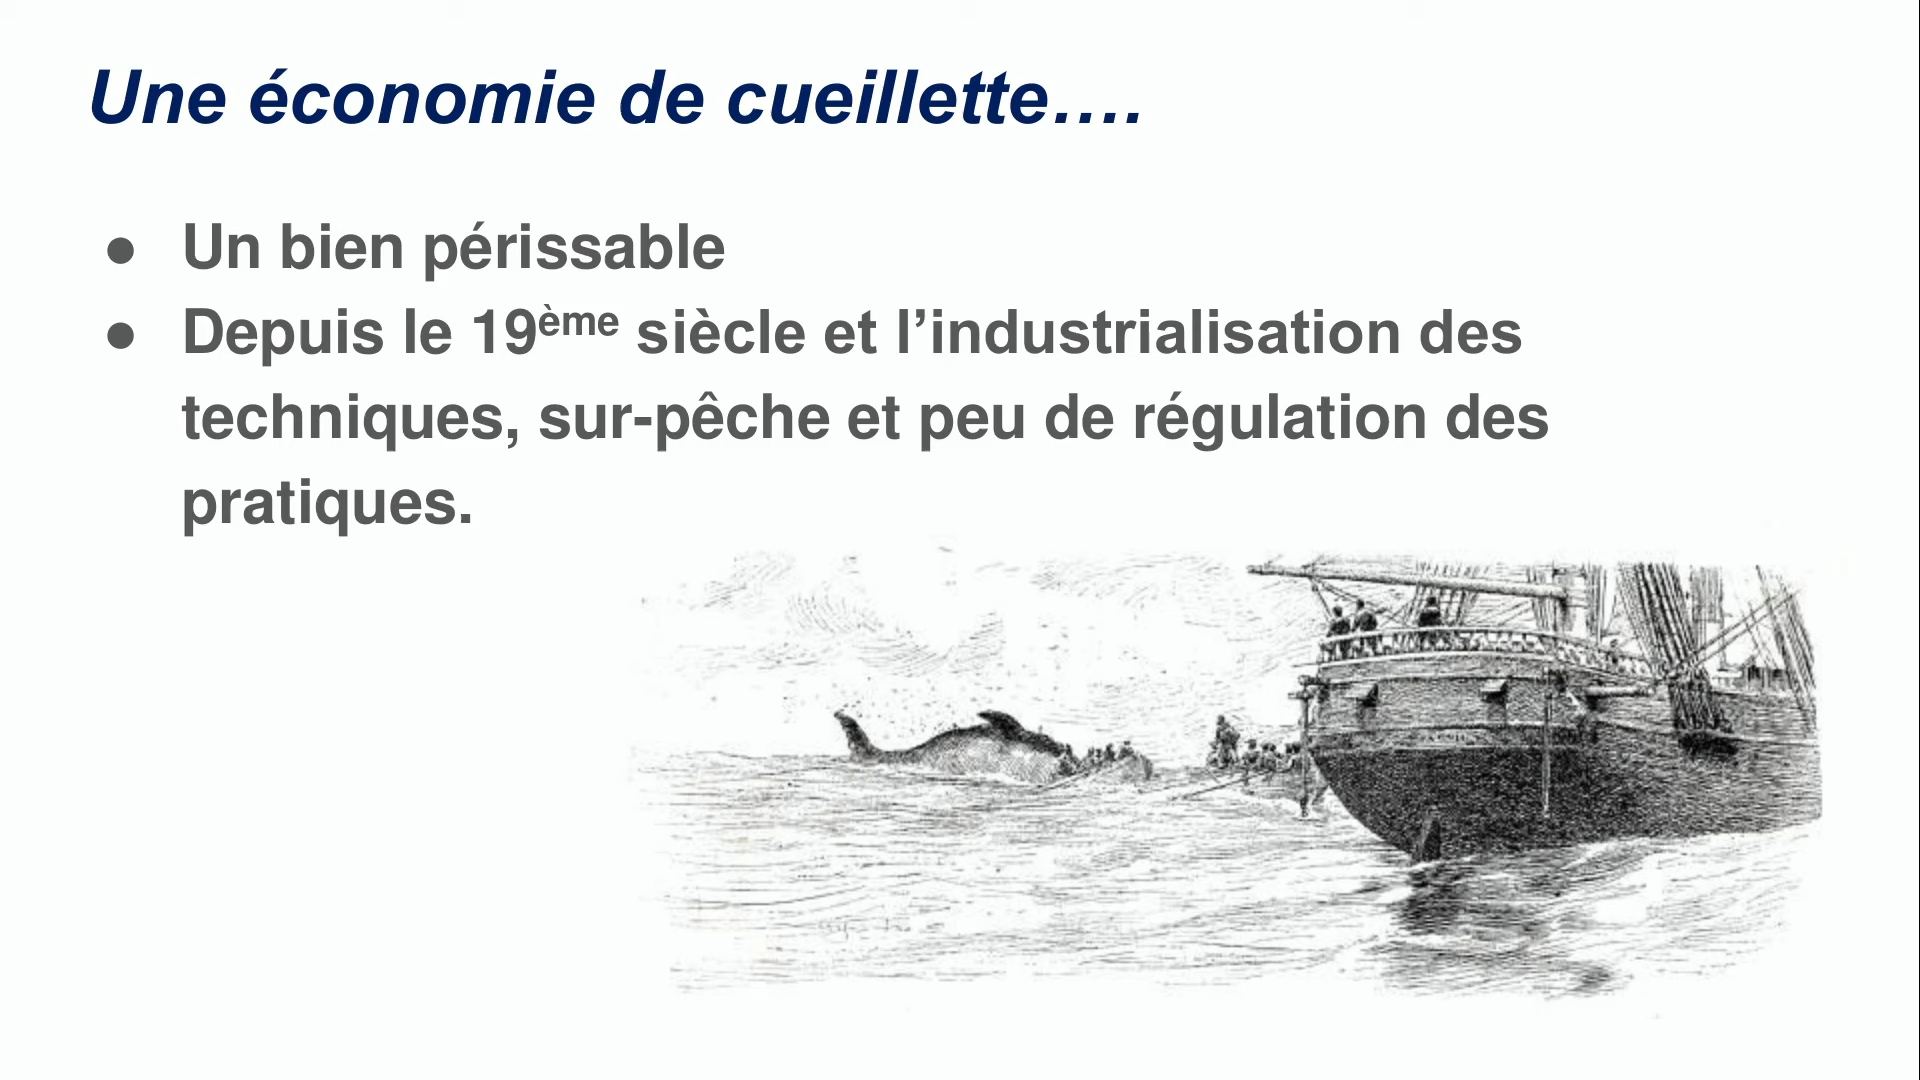 Une économie de cueillette….
● Un bien périssable
● Depuis le 19ème siècle et l’industrialisation des
techniques, sur-pêche et peu de régulation des
pratiques.